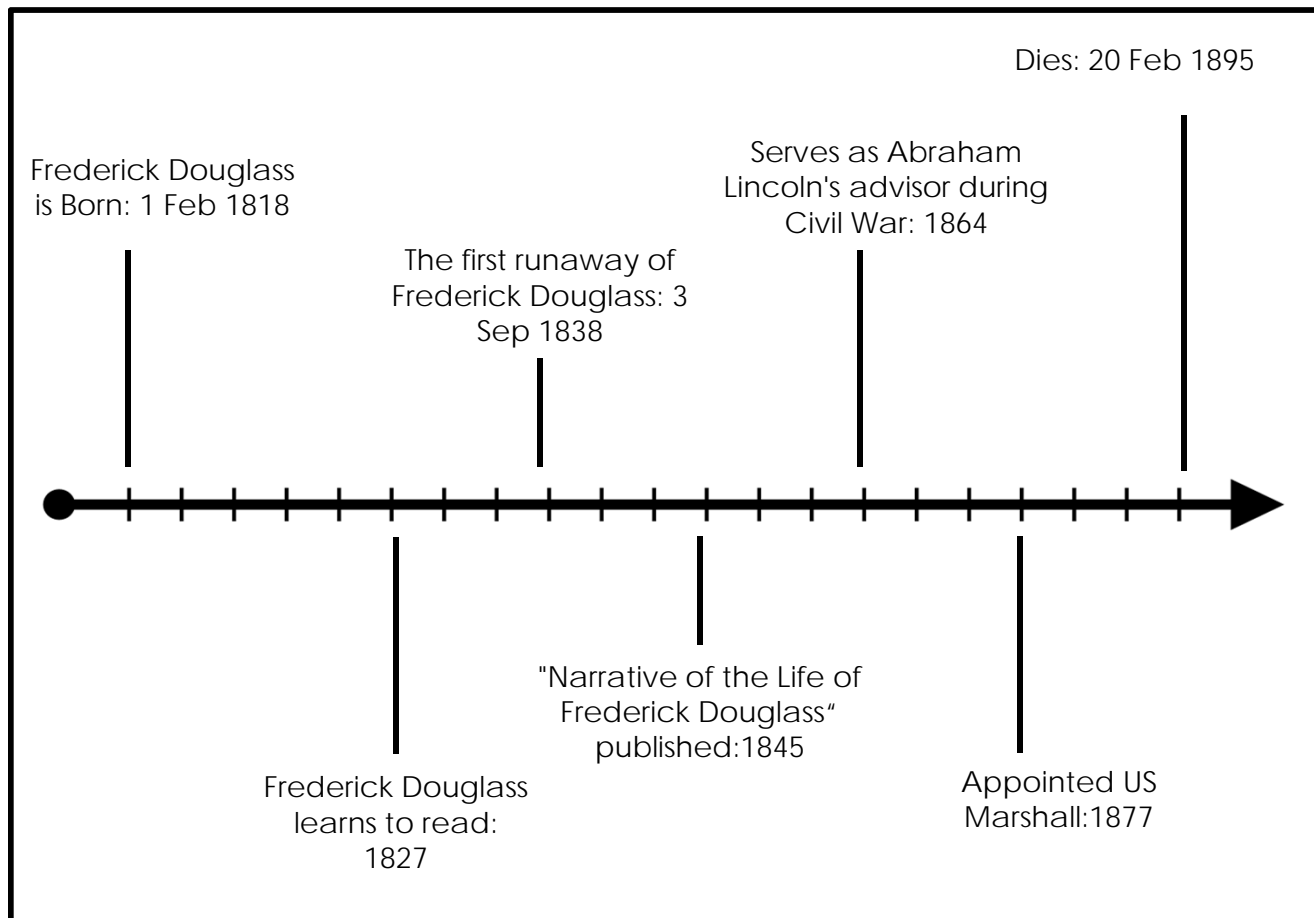 Frederick Douglass
is Born: 1 Feb 1818
Frederick Douglass
learns to read:
1827
The first runaway of
Frederick Douglass: 3
Sep 1838
"Narrative of the Life of
Frederick Douglass“
published:1845
Serves as Abraham
Lincoln's advisor during
Civil War: 1864
Appointed US
Marshall:1877
Dies: 20 Feb 1895